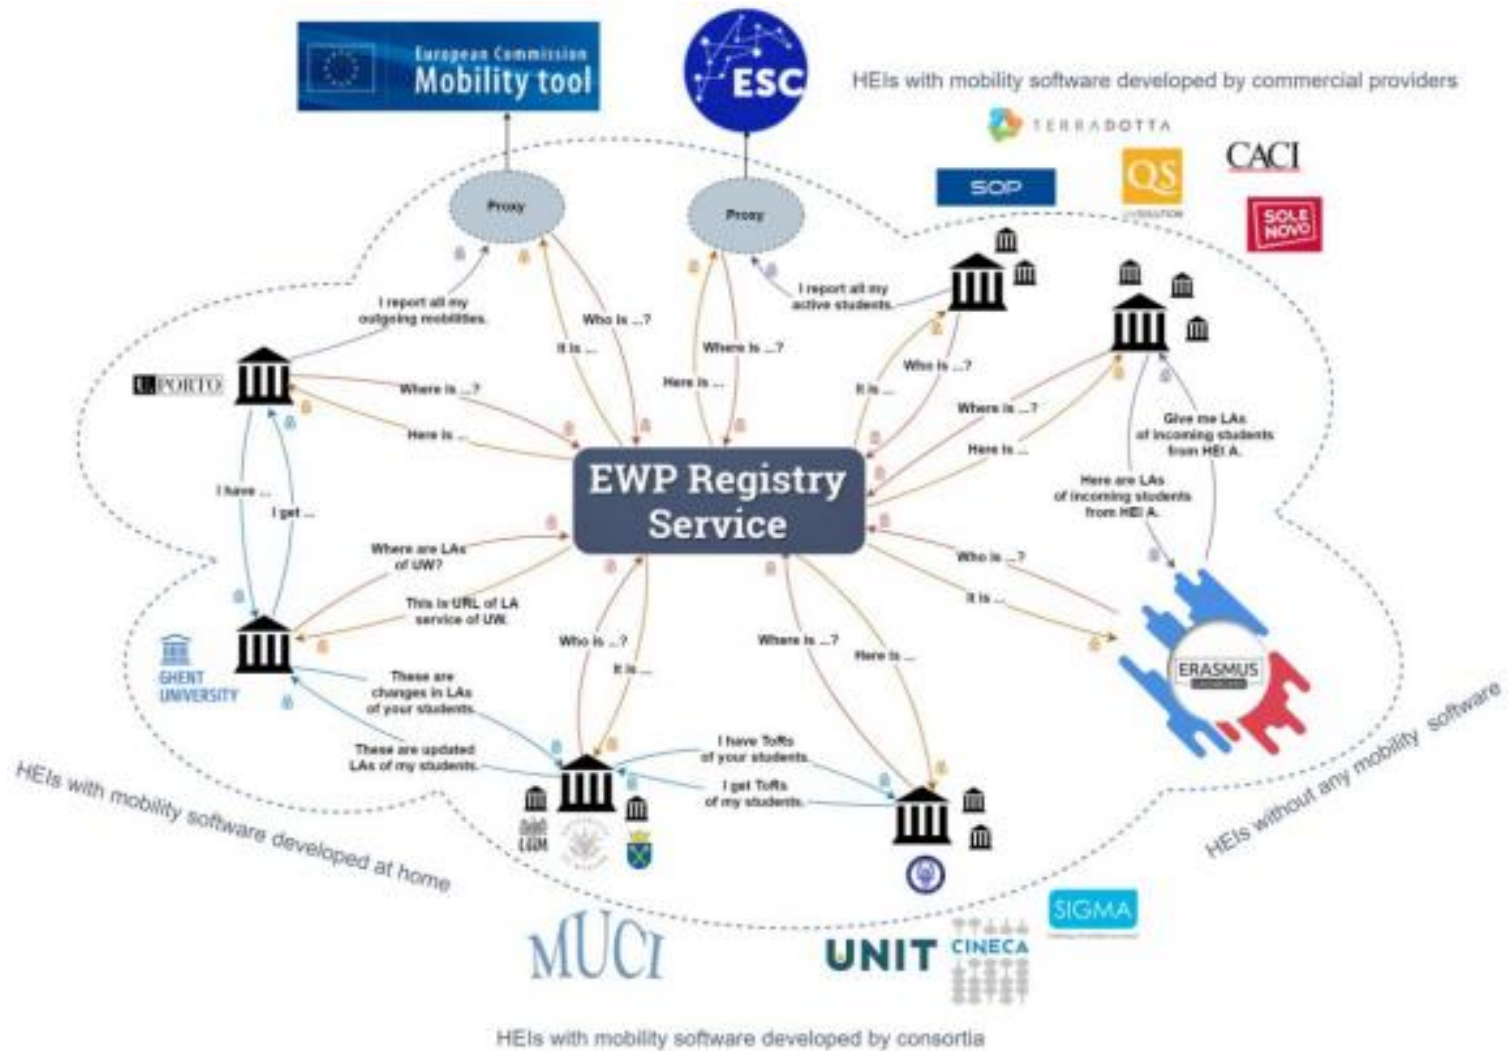 European Commission
Mobility tool
ESC
HEIs with mobility software developed by commercial providers
TERRADOTTA
CACI
SOP
QS
SOLE
NOVO
Proxy
Proxy
I report all my
outgoing mobilities.
Who is ...?
It is ...
Where is ...?
Here is ...
I report all my
active students.
Who is ...?
It is ...
U.PORTO
Where is ...?
Here is ...
Where is ...?
Here is ...
Give me LAs
of incoming students
from HEI A.
Here are LAs
of incoming students
from HEI A.
EWP Registry
Service
I have ...
I get ...
Where are LAs
of UW?
This is URL of LA
service of UW.
Who is ...?
It is ...
Who is ...?
It is ...
Where is ...?
Here is ...
ERASMUS
GHENT
UNIVERSITY
These are
changes in LAs
of your students.
These are updated
LAs of my students.
I have ToRs
of your students.
I get ToRs
of my students.
HEIs with mobility software developed at home
HEIs without any mobility software
MUCI
UNIT
CINECA
SIGMA
HEIs with mobility software developed by consortia